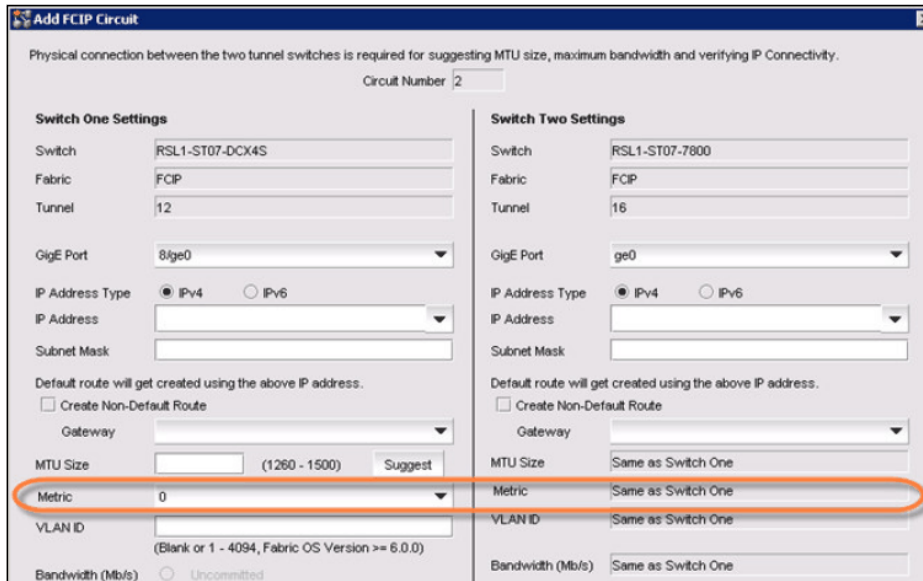 Add FCIP Circuit
Physical connection between the two tunnel switches is required for suggesting MTU size, maximum bandwidth and verifying IP Connectivity.
Circuit Number 2
Switch One Settings
Switch RSL1-ST07-DCX4S
Fabric FCIP
Tunnel 12
GigE Port 8/ge0
IP Address Type IPv4 IPv6
IP Address
Subnet Mask
Default route will get created using the above IP address.
Create Non-Default Route
Gateway
MTU Size (1260 - 1500) Suggest
Metric 0
VLAN ID
(Blank or 1 - 4094, Fabric OS Version >= 6.0.0)
Bandwidth (Mb/s) Uncommitted
Switch Two Settings
Switch RSL1-ST07-7800
Fabric FCIP
Tunnel 16
GigE Port ge0
IP Address Type IPv4 IPv6
IP Address
Subnet Mask
Default route will get created using the above IP address.
Create Non-Default Route
Gateway
MTU Size Same as Switch One
Metric Same as Switch One
VLAN ID Same as Switch One
Bandwidth (Mb/s) Same as Switch One